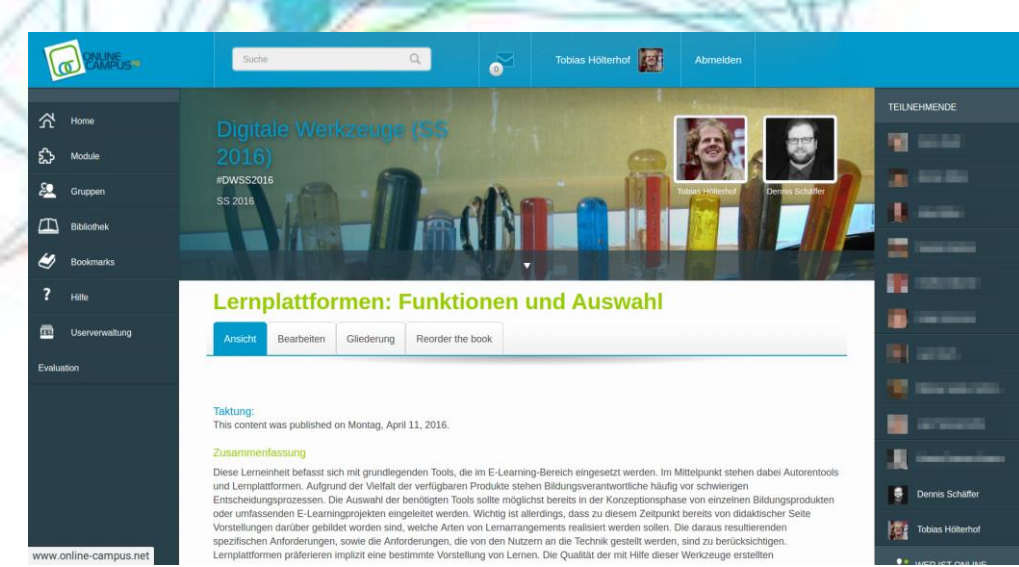 ONLINE
CAMPUS
Suche
0
Tobias Hölterhof
Abmelden
Home
Module
Gruppen
Bibliothek
Bookmarks
Hilfe
Userverwaltung
Evaluation
Digitale Werkzeuge (SS
2016)
#DWSS2016
SS 2016
Tobias Hölterhof
Dennis Schäffer
Lernplattformen: Funktionen und Auswahl
Ansicht
Bearbeiten
Gliederung
Reorder the book
Taktung:
This content was published on Montag, April 11, 2016.
Zusammenfassung
Diese Lerneinheit befasst sich mit grundlegenden Tools, die im E-Learning-Bereich eingesetzt werden. Im Mittelpunkt stehen dabei Autorentools
und Lernplattformen. Aufgrund der Vielfalt der verfügbaren Produkte stehen Bildungsverantwortliche häufig vor schwierigen
Entscheidungsprozessen. Die Auswahl der benötigten Tools sollte möglichst bereits in der Konzeptionsphase von einzelnen Bildungsprodukten
oder umfassenden E-Learningprojekten eingeleitet werden. Wichtig ist allerdings, dass zu diesem Zeitpunkt bereits von didaktischer Seite
Vorstellungen darüber gebildet worden sind, welche Arten von Lernarrangements realisiert werden sollen. Die daraus resultierenden
spezifischen Anforderungen, sowie die Anforderungen, die von den Nutzern an die Technik gestellt werden, sind zu berücksichtigen.
Lernplattformen präferieren implizit eine bestimmte Vorstellung von Lernen. Die Qualität der mit Hilfe dieser Werkzeuge erstellten
www.online-campus.net
TEILNEHMENDE
Dennis Schäffer
Tobias Hölterhof
WER IST ONLINE